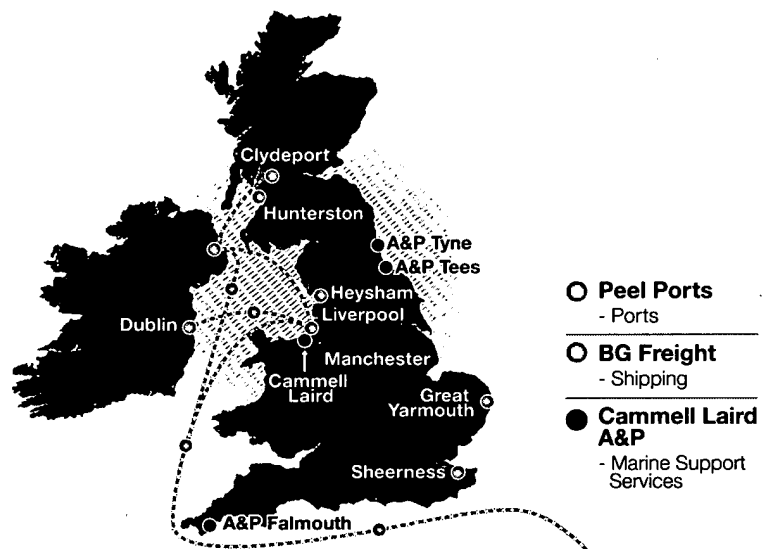 Clydeport
Hunterston
A&P Tyne
A&P Tees
Heysham
Liverpool
Dublin
Manchester
Cammell
Laird
Great
Yarmouth
Sheerness
A&P Falmouth
Peel Ports
- Ports
BG Freight
- Shipping
Cammell Laird
A&P
- Marine Support
Services